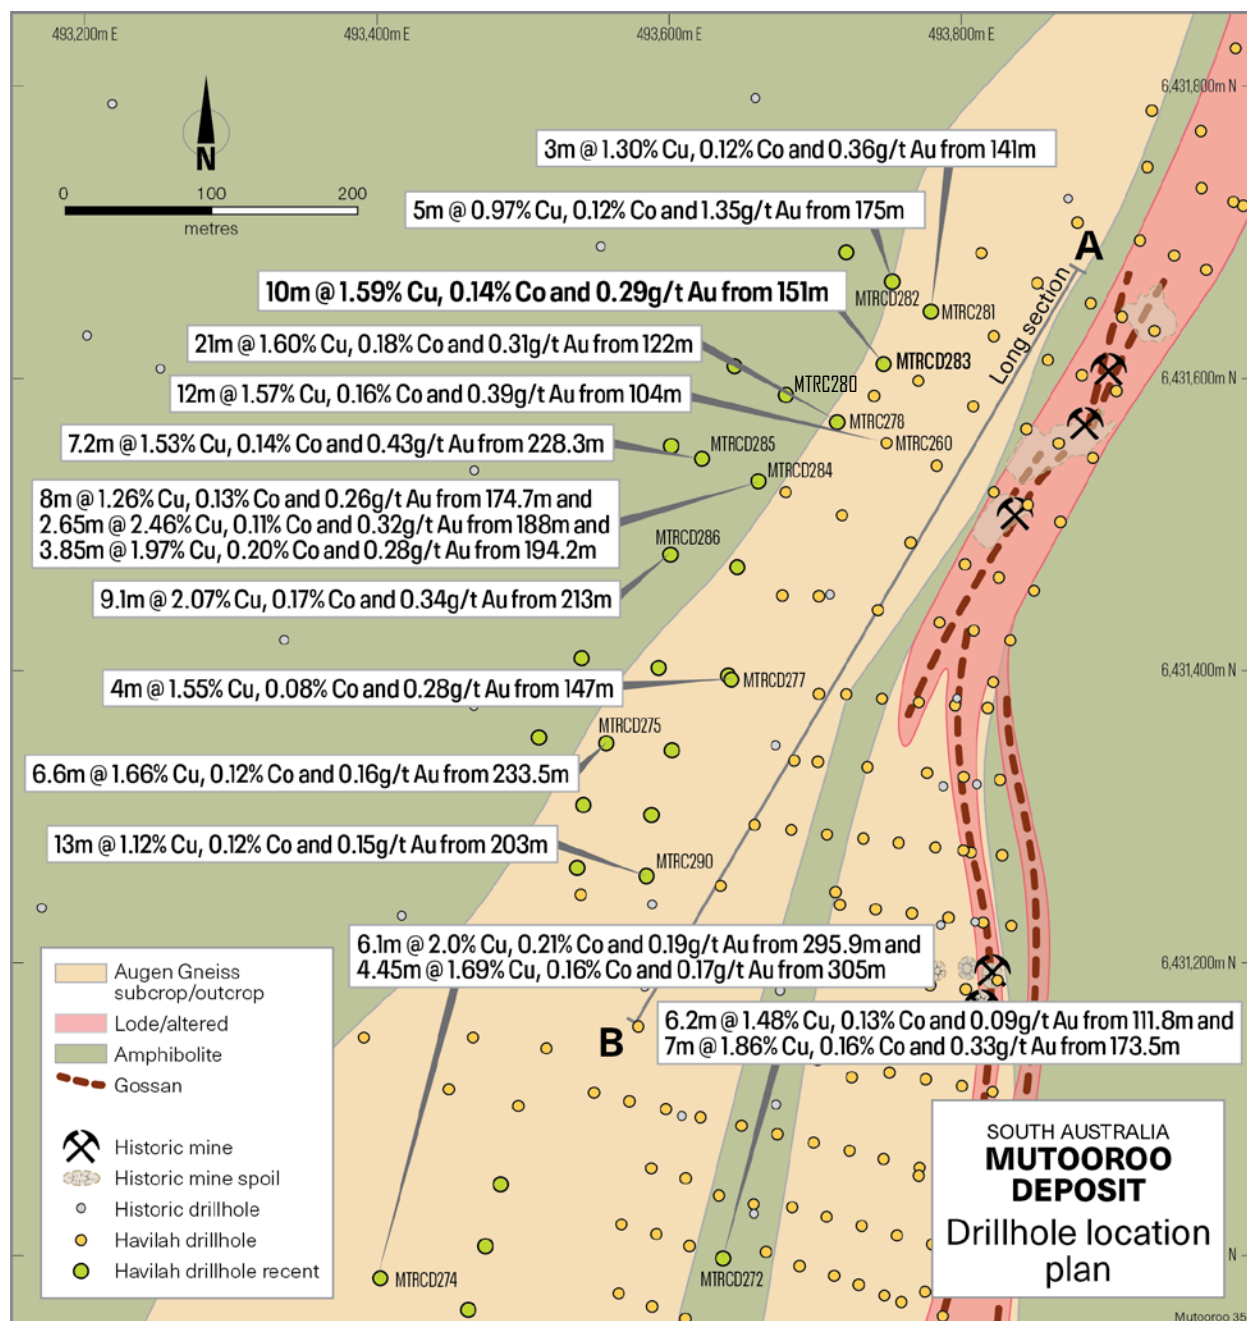 493,200m E
493,400m E
493,600m E
493,800m E
6,431,800m N
N
0 100 200
metres
3m @ 1.30% Cu, 0.12% Co and 0.36g/t Au from 141m
5m @ 0.97% Cu, 0.12% Co and 1.35g/t Au from 175m
A
Long section
MTRCD282
MTRC281
10m @ 1.59% Cu, 0.14% Co and 0.29g/t Au from 151m
21m @ 1.60% Cu, 0.18% Co and 0.31g/t Au from 122m
MTRCD283
6,431,600m N
12m @ 1.57% Cu, 0.16% Co and 0.39g/t Au from 104m
MTRC280
MTRC278
7.2m @ 1.53% Cu, 0.14% Co and 0.43g/t Au from 228.3m
MTRCD285
MTRC260
MTRCD284
8m @ 1.26% Cu, 0.13% Co and 0.26g/t Au from 174.7m and
2.65m @ 2.46% Cu, 0.11% Co and 0.32g/t Au from 188m and
3.85m @ 1.97% Cu, 0.20% Co and 0.28g/t Au from 194.2m
MTRCD286
9.1m @ 2.07% Cu, 0.17% Co and 0.34g/t Au from 213m
6,431,400m N
4m @ 1.55% Cu, 0.08% Co and 0.28g/t Au from 147m
MTRCD277
MTRCD275
6.6m @ 1.66% Cu, 0.12% Co and 0.16g/t Au from 233.5m
13m @ 1.12% Cu, 0.12% Co and 0.15g/t Au from 203m
MTRC290
6.1m @ 2.0% Cu, 0.21% Co and 0.19g/t Au from 295.9m and
4.45m @ 1.69% Cu, 0.16% Co and 0.17g/t Au from 305m
6,431,200m N
6.2m @ 1.48% Cu, 0.13% Co and 0.09g/t Au from 111.8m and
7m @ 1.86% Cu, 0.16% Co and 0.33g/t Au from 173.5m
B
Augen Gneiss
subcrop/outcrop
Lode/altered
Amphibolite
Gossan
Historic mine
Historic mine spoil
Historic drillhole
Havilah drillhole
Havilah drillhole recent
MTRCD274
MTRCD272
SOUTH AUSTRALIA
MUTOOROO
DEPOSIT
Drillhole location
plan
N
Mutooroo 35